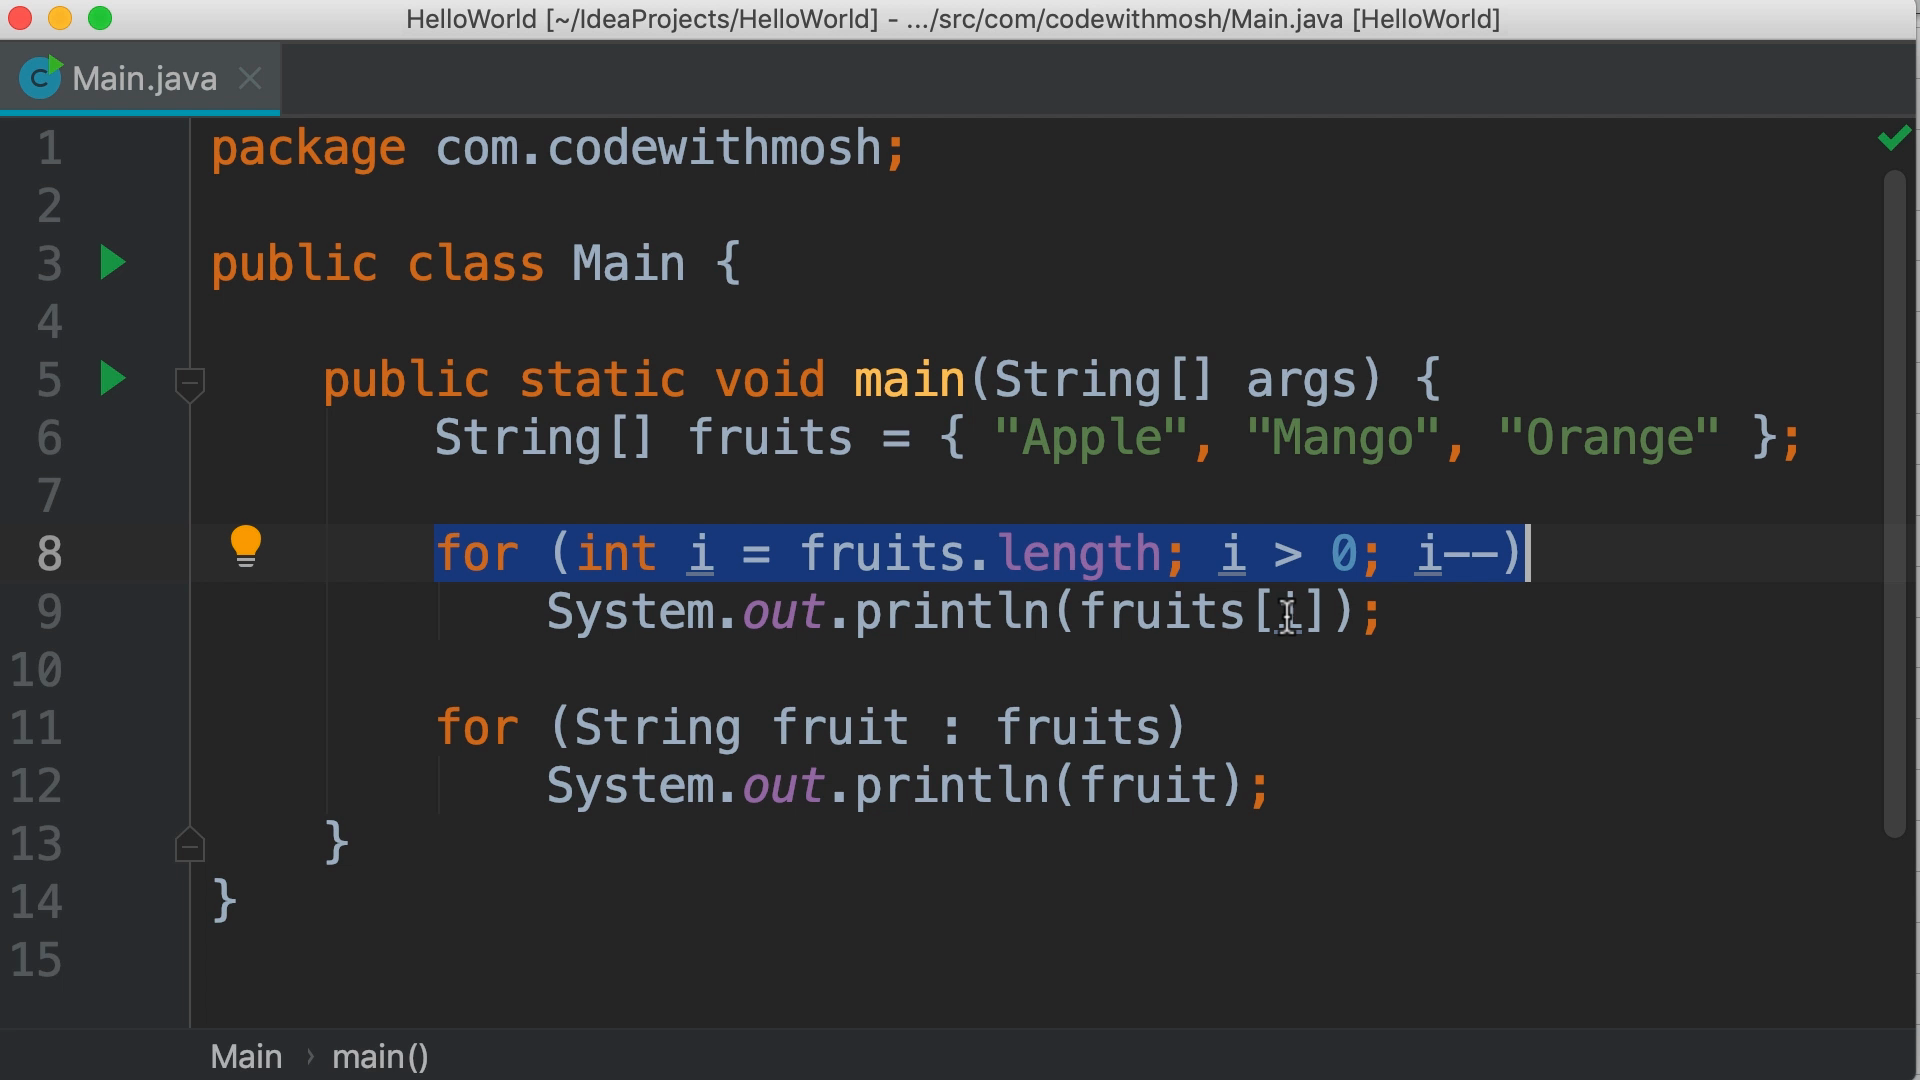 HelloWorld [~/IdeaProjects/HelloWorld] - .../src/com/codewithmosh/Main.java [HelloWorld]
C Main.java
1 package com.codewithmosh;
2
3 public class Main {
4
5 public static void main(String[] args) {
6 String[] fruits = { "Apple", "Mango", "Orange" };
7
8 for (int i = fruits.length; i > 0; i--)
9 System.out.println(fruits[i]);
10
11 for (String fruit : fruits)
12 System.out.println(fruit);
13 }
14 }
15
Main › main()